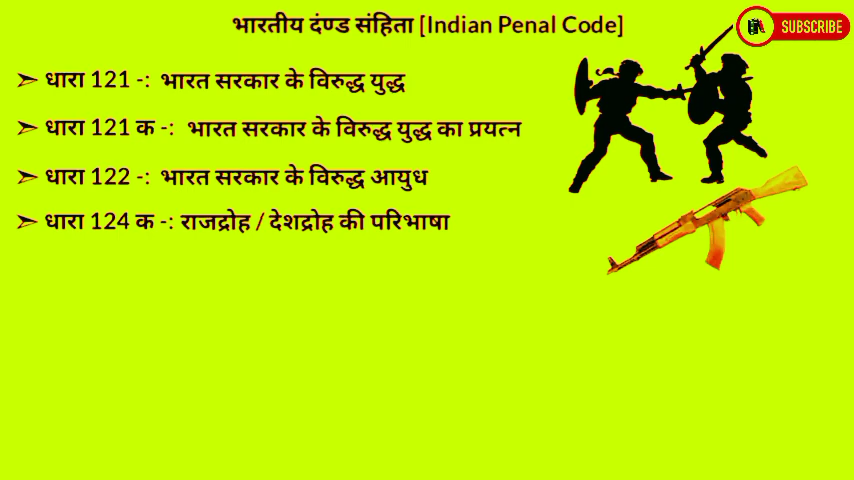 भारतीय दंण्ड संहिता [Indian Penal Code]
SUBSCRIBE
➣ धारा 121 -: भारत सरकार के विरुद्ध युद्ध
➣ धारा 121 क -: भारत सरकार के विरुद्ध युद्ध का प्रयत्न
➣ धारा 122 -: भारत सरकार के विरुद्ध आयुध
➣ धारा 124 क -: राजद्रोह / देशद्रोह की परिभाषा